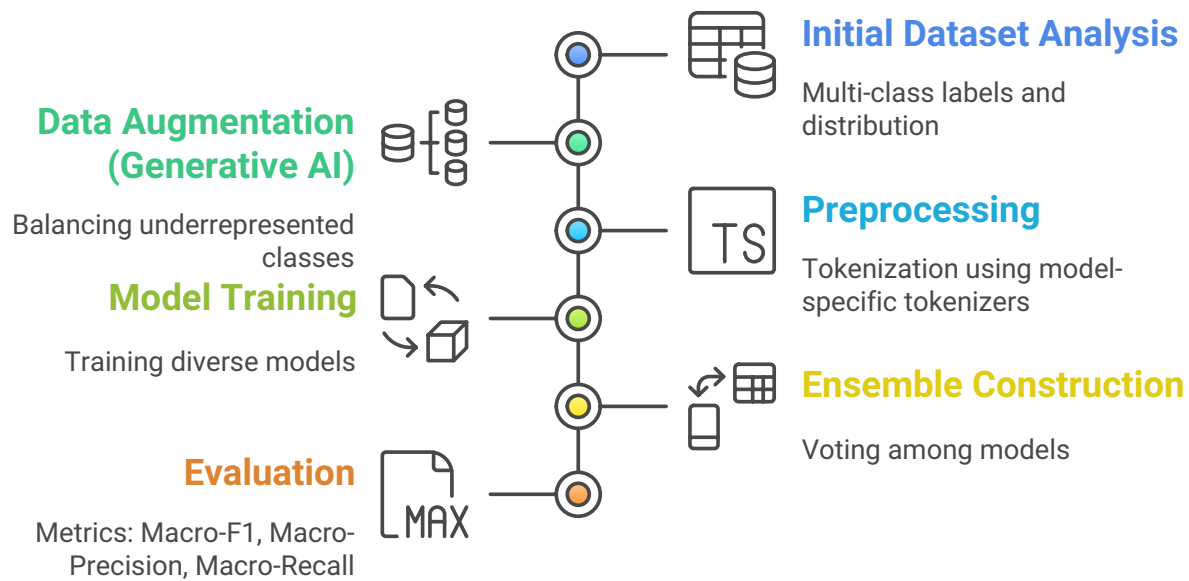 Initial Dataset Analysis
Multi-class labels and
distribution
Data Augmentation
(Generative AI)
Balancing underrepresented
classes
TS
Preprocessing
Tokenization using model-
specific tokenizers
Model Training
Training diverse models
Ensemble Construction
Voting among models
Evaluation
Metrics: Macro-F1, Macro-
Precision, Macro-Recall
MAX